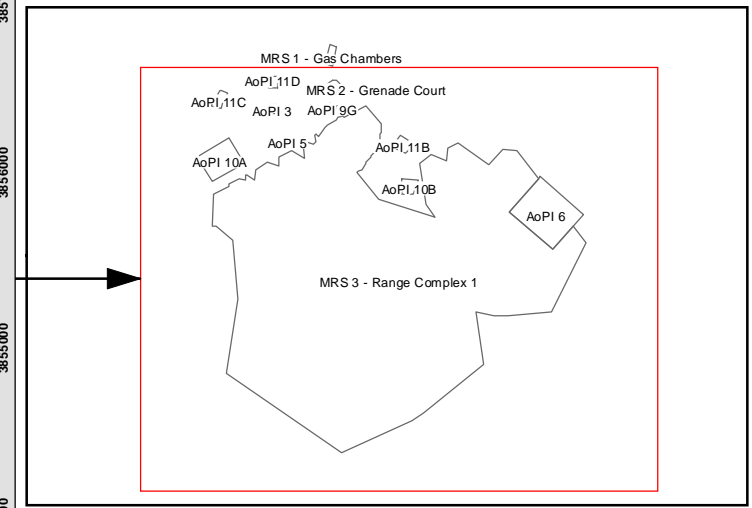 MRS 1 - Gas Chambers
AoPI 11D
MRS 2 - Grenade Court
AoPI 11C
AoPI 3
AoPI 9G
AoPI 5
AoPI 11B
AoPI 10A
AoPI 10B
AoPI 6
MRS 3 - Range Complex 1
3856000
3855000